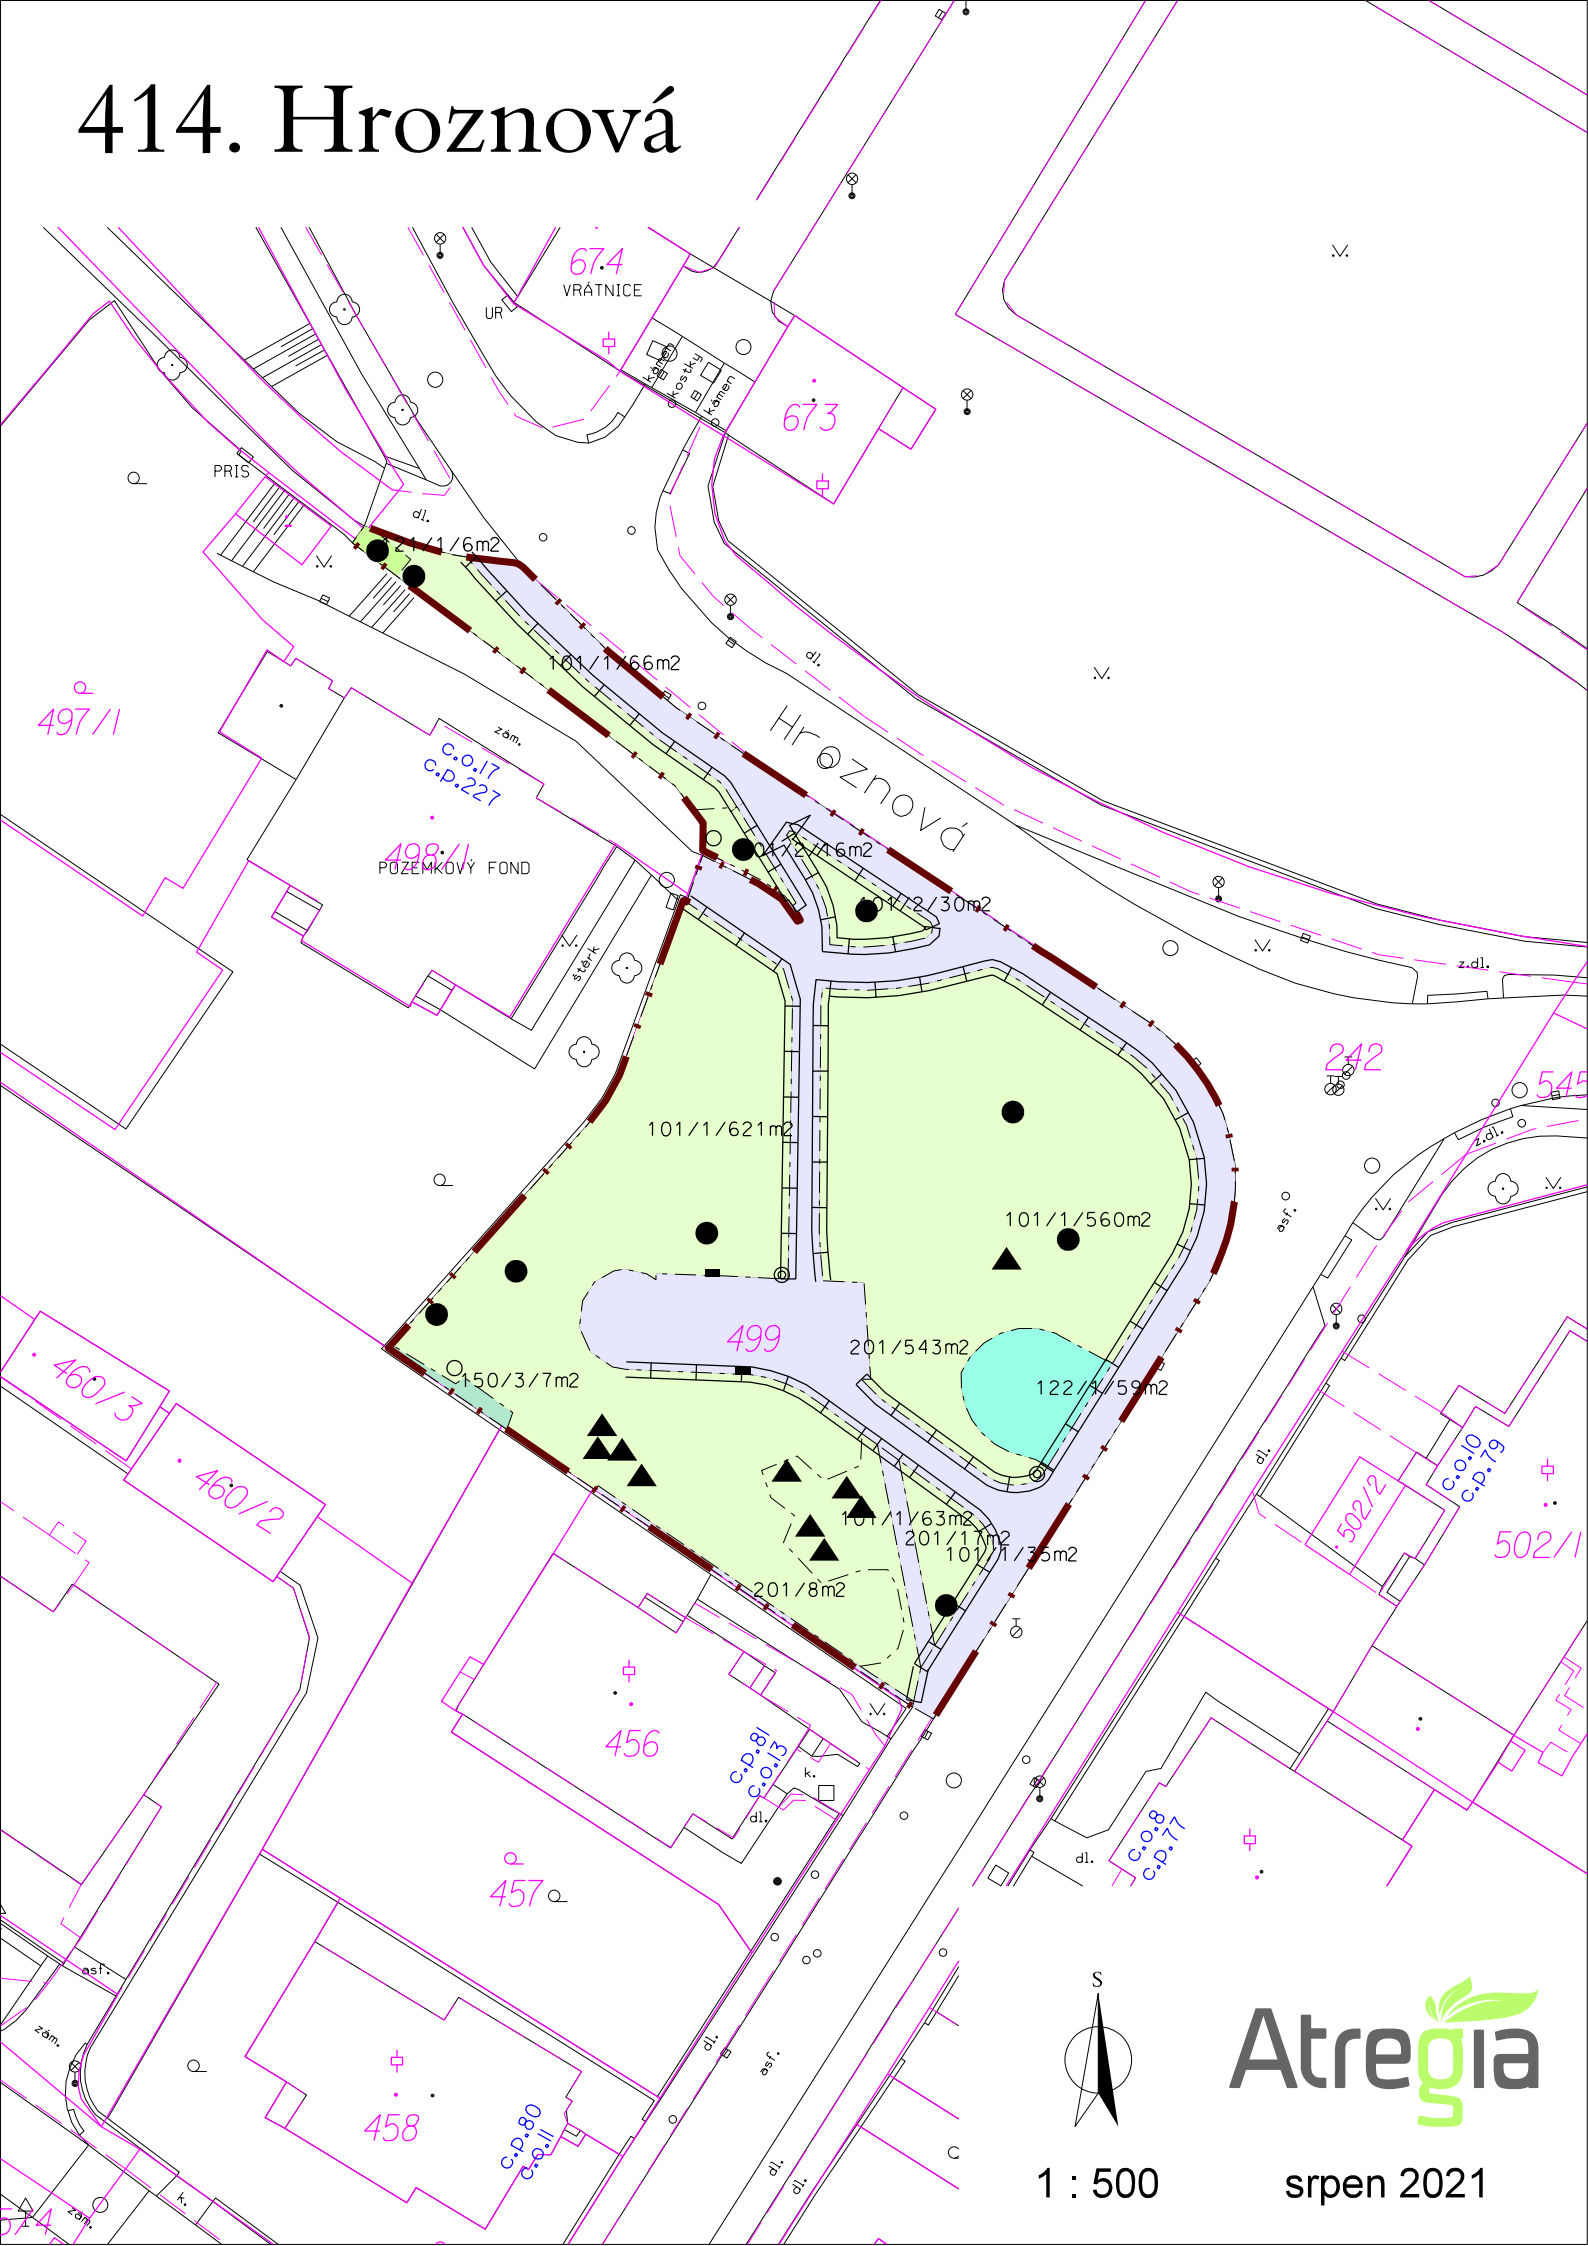 414. Hroznová
674
VRÁTNICE
UR
kámen
kostky
kámen
673
PRIS
dl.
121/1/6m2
101/1/66m2
dl.
497/1
zám.
Hroznová
c.o.17
c.p.227
498/1
POZEMKOVÝ FOND
101/2/16m2
101/2/30m2
štěrk
z.dl.
242
545
z.dl.
101/1/621m2
101/1/560m2
asf.
499
201/543m2
150/3/7m2
122/1/59m2
460/3
460/2
dl.
c.o.10
c.p.79
502/2
502/1
101/1/63m2
201/17m2
101/1/35m2
201/8m2
456
c.p.81
c.o.13
k.
dl.
c.o.8
c.p.77
dl.
457
asf.
zám.
458
c.p.80
c.o.11
dl.
asf.
dl.
dl.
k.
zám.
S
Atregia
1 : 500
srpen 2021